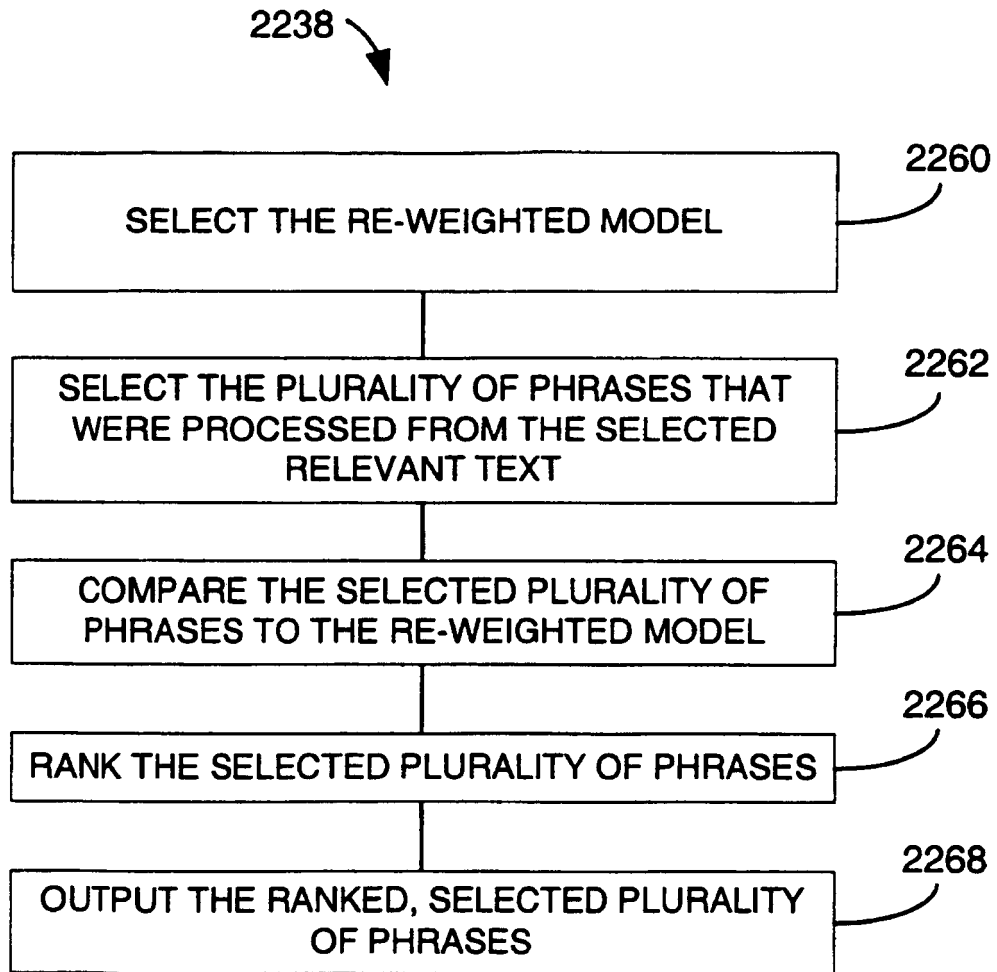 2238
2260
SELECT THE RE-WEIGHTED MODEL
2262
SELECT THE PLURALITY OF PHRASES THAT
WERE PROCESSED FROM THE SELECTED
RELEVANT TEXT
2264
COMPARE THE SELECTED PLURALITY OF
PHRASES TO THE RE-WEIGHTED MODEL
2266
RANK THE SELECTED PLURALITY OF PHRASES
2268
OUTPUT THE RANKED, SELECTED PLURALITY
OF PHRASES